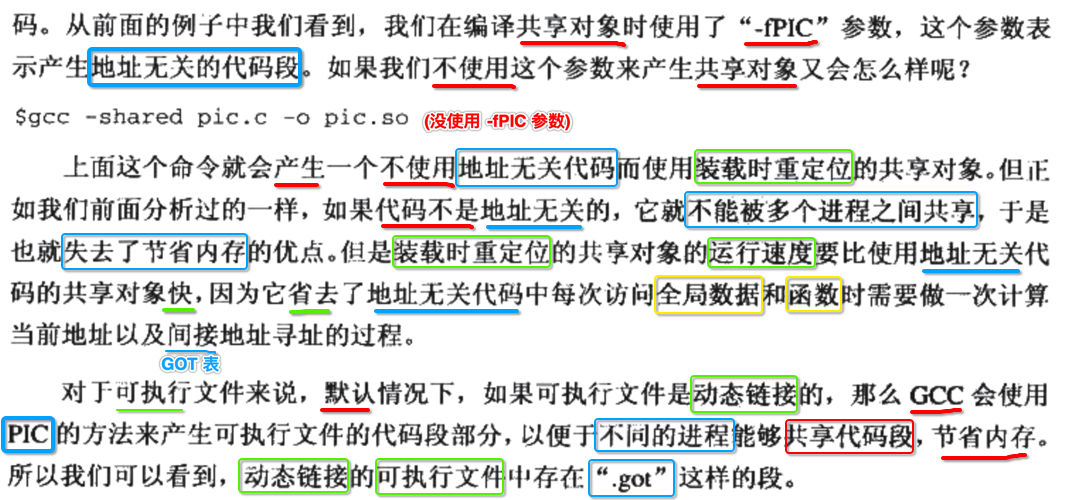 码。从前面的例子中我们看到，我们在编译共享对象时使用了“-fPIC”参数，这个参数表
示产生地址无关的代码段。如果我们不使用这个参数来产生共享对象又会怎么样呢？
$gcc -shared pic.c -o pic.so (没使用 -fPIC 参数)
上面这个命令就会产生一个不使用地址无关代码而使用装载时重定位的共享对象。但正
如我们前面分析过的一样，如果代码不是地址无关的，它就不能被多个进程之间共享，于是
也就失去了节省内存的优点。但是装载时重定位的共享对象的运行速度要比使用地址无关代
码的共享对象快，因为它省去了地址无关代码中每次访问全局数据和函数时需要做一次计算
当前地址以及间接地址寻址的过程。
GOT 表
对于可执行文件来说，默认情况下，如果可执行文件是动态链接的，那么 GCC 会使用
PIC 的方法来产生可执行文件的代码段部分，以便于不同的进程能够共享代码段，节省内存。
所以我们可以看到，动态链接的可执行文件中存在“.got”这样的段。